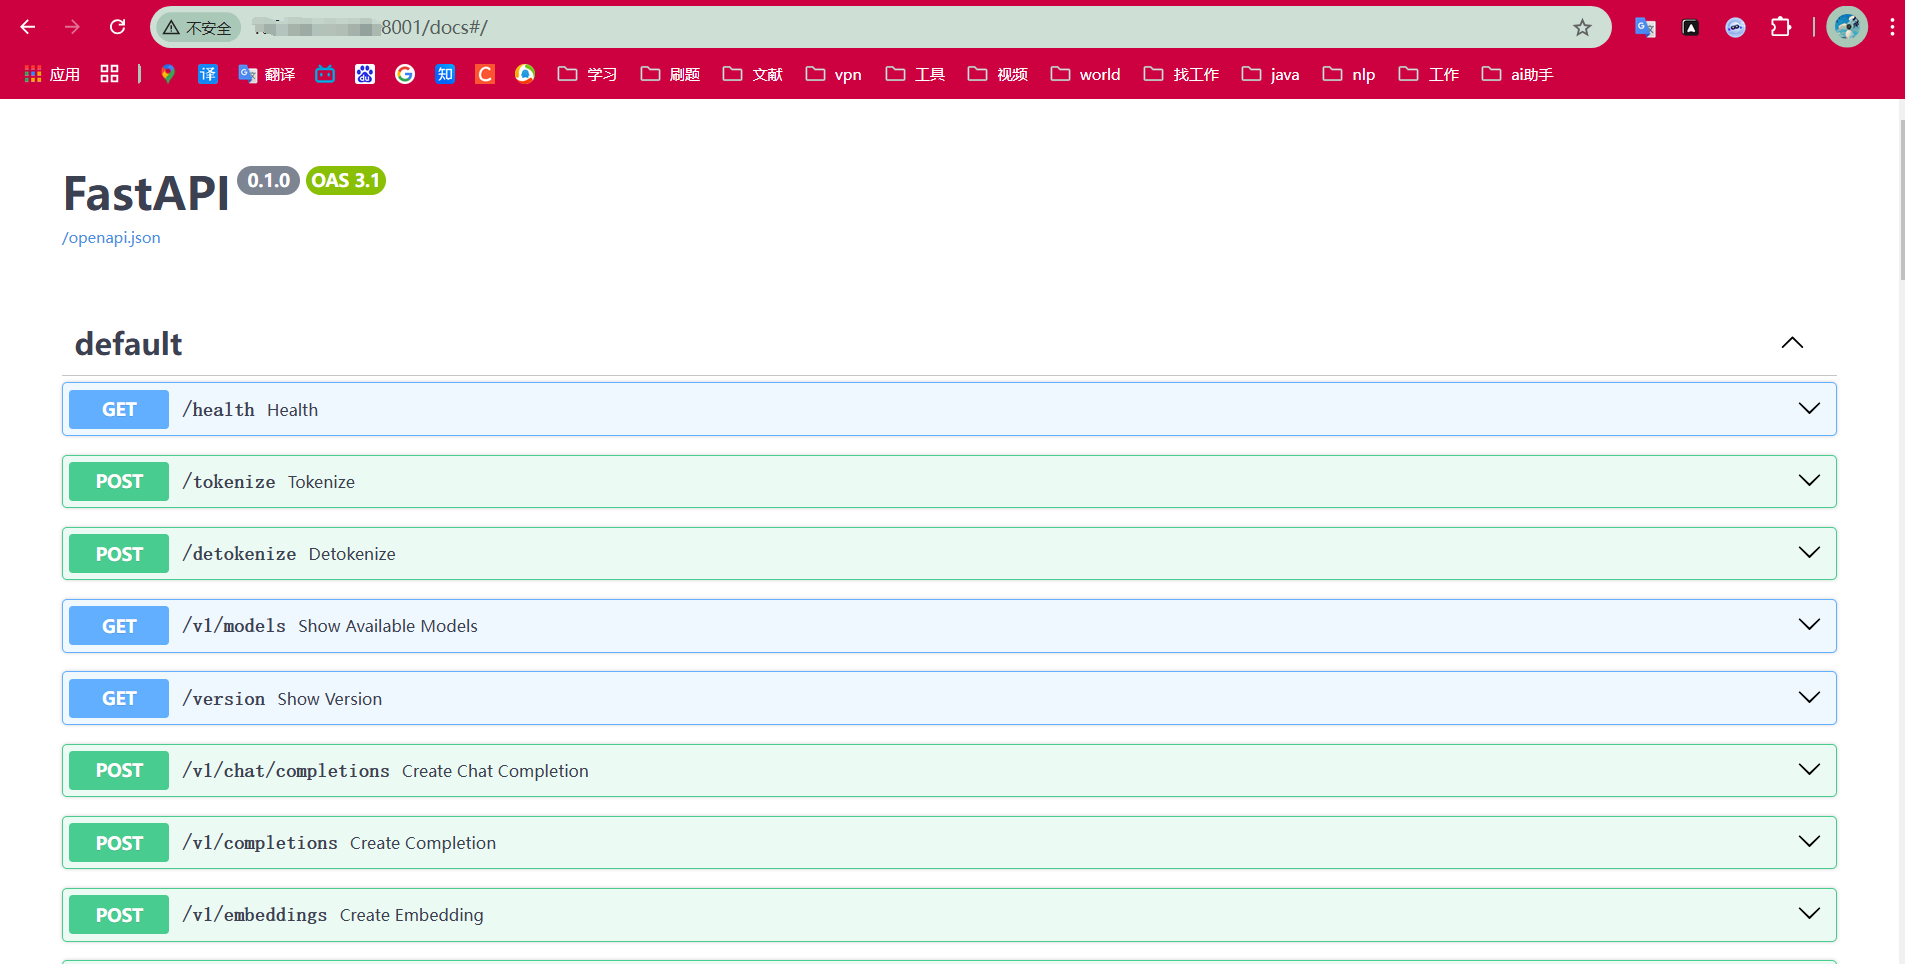 不安全 8001/docs#/
应用 译 翻译 知 C 学习 刷题 文献 vpn 工具 视频 world 找工作 java nlp 工作 ai助手
FastAPI 0.1.0 OAS 3.1
/openapi.json
default
GET /health Health
POST /tokenize Tokenize
POST /detokenize Detokenize
GET /v1/models Show Available Models
GET /version Show Version
POST /v1/chat/completions Create Chat Completion
POST /v1/completions Create Completion
POST /v1/embeddings Create Embedding